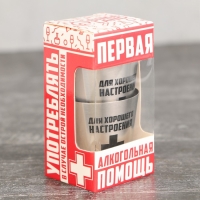 УПОТРЕБЛЯТЬ
В СЛУЧАЕ ОСТРОЙ НЕОБХОДИМОСТИ
ПЕРВАЯ
ДЛЯ ХОРОШЕГО
НАСТРОЕНИЯ
ДЛЯ ХОРОШЕГО
НАСТРОЕНИЯ
АЛКОГОЛЬНАЯ
ПОМОЩЬ